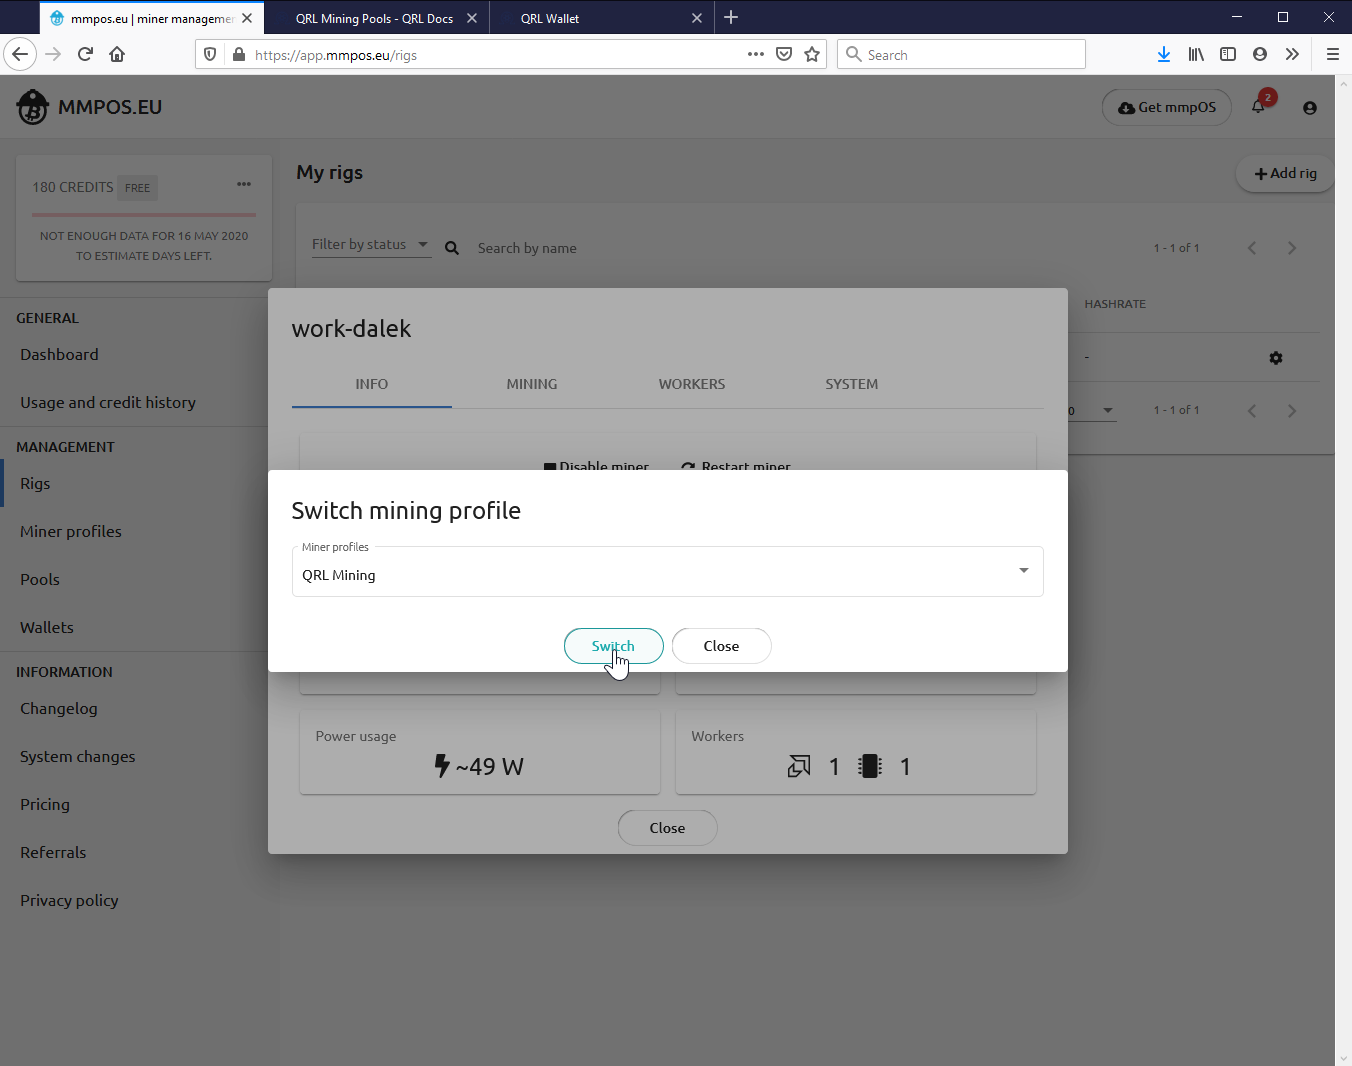 mmpos.eu | miner manageme
QRL Mining Pools - QRL Docs
QRL Wallet
https://app.mmpos.eu/rigs
Search
MMPOS.EU
Get mmpOS
2
180 CREDITS FREE
NOT ENOUGH DATA FOR 16 MAY 2020
TO ESTIMATE DAYS LEFT.
My rigs
Add rig
Filter by status
Search by name
1 - 1 of 1
HASHRATE
-
0
1 - 1 of 1
GENERAL
Dashboard
Usage and credit history
MANAGEMENT
Rigs
Miner profiles
Pools
Wallets
INFORMATION
Changelog
System changes
Pricing
Referrals
Privacy policy
work-dalek
INFO
MINING
WORKERS
SYSTEM
Disable miner
Restart miner
Switch mining profile
Miner profiles
QRL Mining
Switch
Close
Power usage
~49 W
Workers
1
1
Close